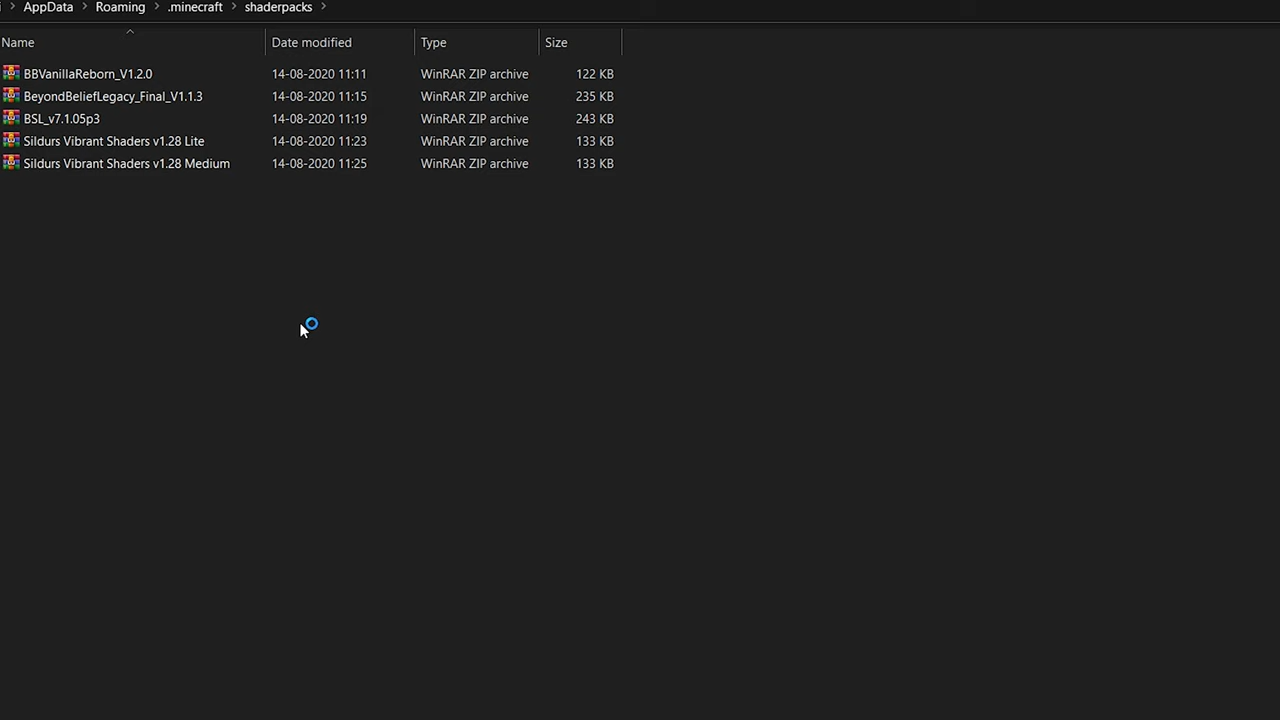 AppData > Roaming > .minecraft > shaderpacks >
Name Date modified Type Size
BBVanillaReborn_V1.2.0 14-08-2020 11:11 WinRAR ZIP archive 122 KB
BeyondBeliefLegacy_Final_V1.1.3 14-08-2020 11:15 WinRAR ZIP archive 235 KB
BSL_v7.1.05p3 14-08-2020 11:19 WinRAR ZIP archive 243 KB
Sildurs Vibrant Shaders v1.28 Lite 14-08-2020 11:23 WinRAR ZIP archive 133 KB
Sildurs Vibrant Shaders v1.28 Medium 14-08-2020 11:25 WinRAR ZIP archive 133 KB